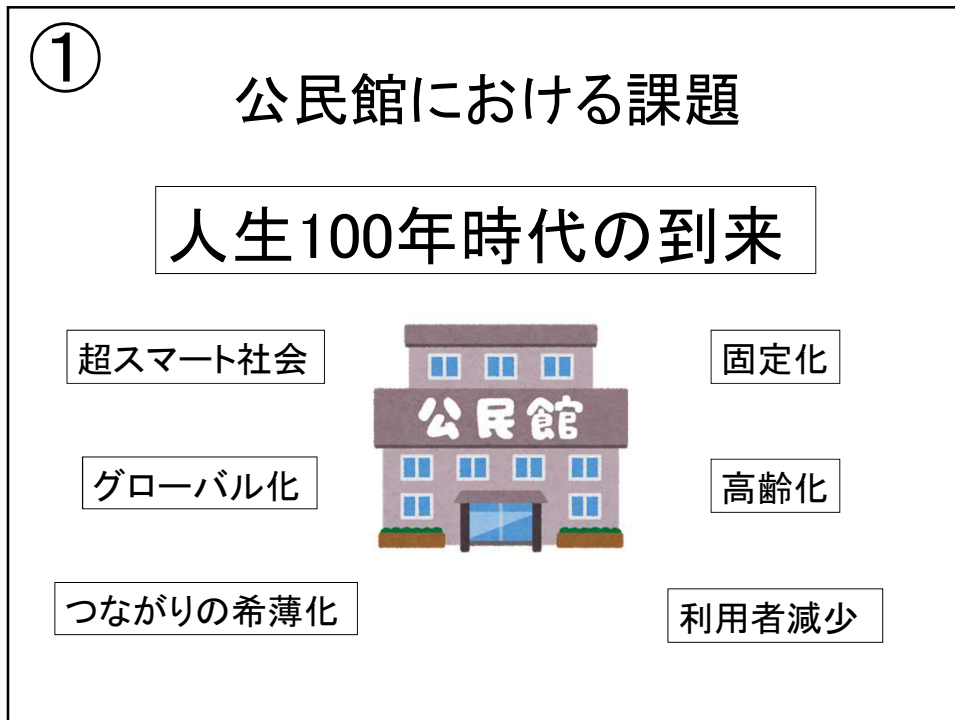 ①
公民館における課題
人生100年時代の到来
超スマート社会
固定化
公民館
グローバル化
高齢化
つながりの希薄化
利用者減少